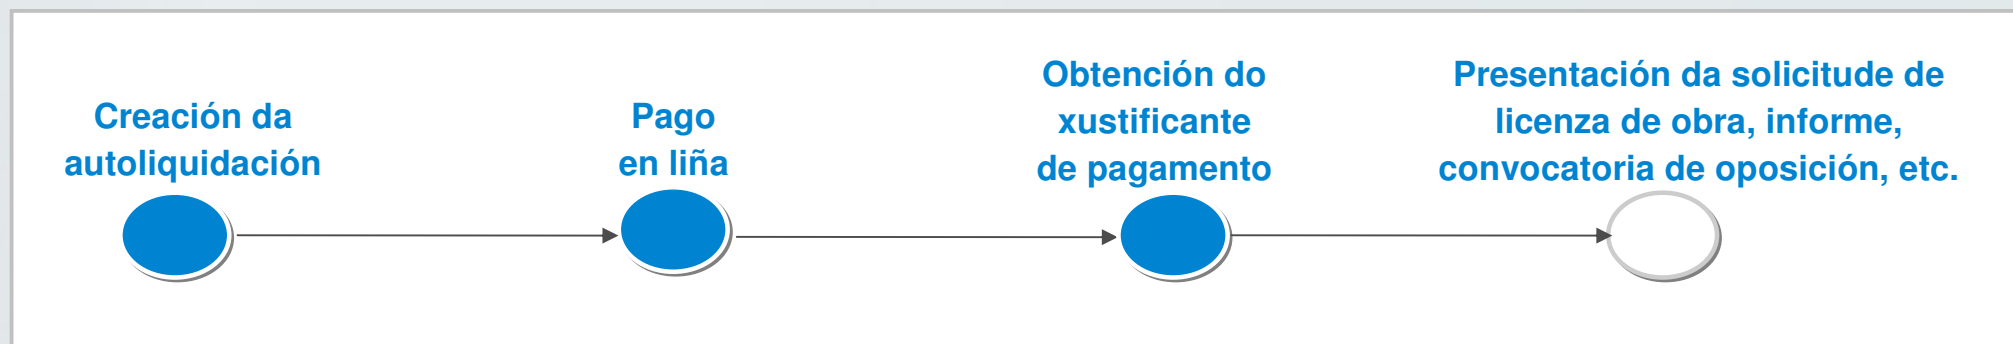 Creación da
autoliquidación
Pago
en liña
Obtención do
xustificante
de pagamento
Presentación da solicitude de
licenza de obra, informe,
convocatoria de oposición, etc.